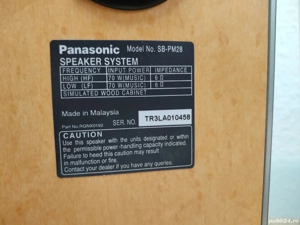 Panasonic Model No. SB-PM28
SPEAKER SYSTEM
FREQUENCY INPUT POWER IMPEDANCE
HIGH (HF) 70 W(MUSIC) 6 Ω
LOW (LF) 70 W(MUSIC) 6 Ω
SIMULATED WOOD CABINET
Made in Malaysia
SER. NO. TR3LA010458
CAUTION
Use this speaker with the units designated or within
the permissible power-handling capacity indicated.
Failure to heed this caution may result
in malfunction or fire.
Contact your dealer if you have any queries.